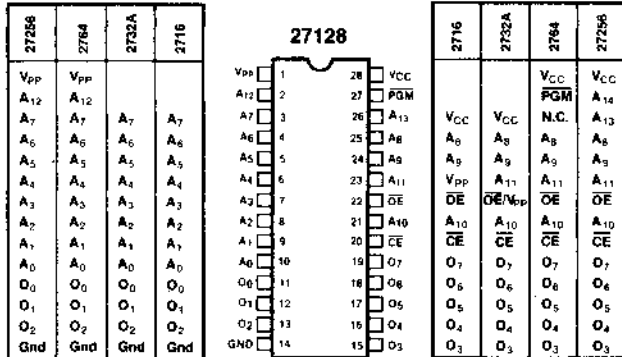 27256 2764 2732A 2716
VPP VPP
A12 A12
A7 A7 A7 A7
A6 A6 A6 A6
A5 A5 A5 A5
A4 A4 A4 A4
A3 A3 A3 A3
A2 A2 A2 A2
A1 A1 A1 A1
A0 A0 A0 A0
O0 O0 O0 O0
O1 O1 O1 O1
O2 O2 O2 O2
Gnd Gnd Gnd Gnd
27128
VPP 1 28 VCC
A12 2 27 PGM
A7 3 26 A13
A6 4 25 A8
A5 5 24 A9
A4 6 23 A11
A3 7 22 OE
A2 8 21 A10
A1 9 20 CE
A0 10 19 O7
O0 11 18 O6
O1 12 17 O5
O2 13 16 O4
GND 14 15 O3
2716 2732A 2764 27256
VCC VCC
PGM A14
VCC VCC N.C. A13
A8 A8 A8 A8
A9 A9 A9 A9
VPP A11 A11 A11
OE OE/VPP OE OE
A10 A10 A10 A10
CE CE CE CE
O7 O7 O7 O7
O6 O6 O6 O6
O5 O5 O5 O5
O4 O4 O4 O4
O3 O3 O3 O3